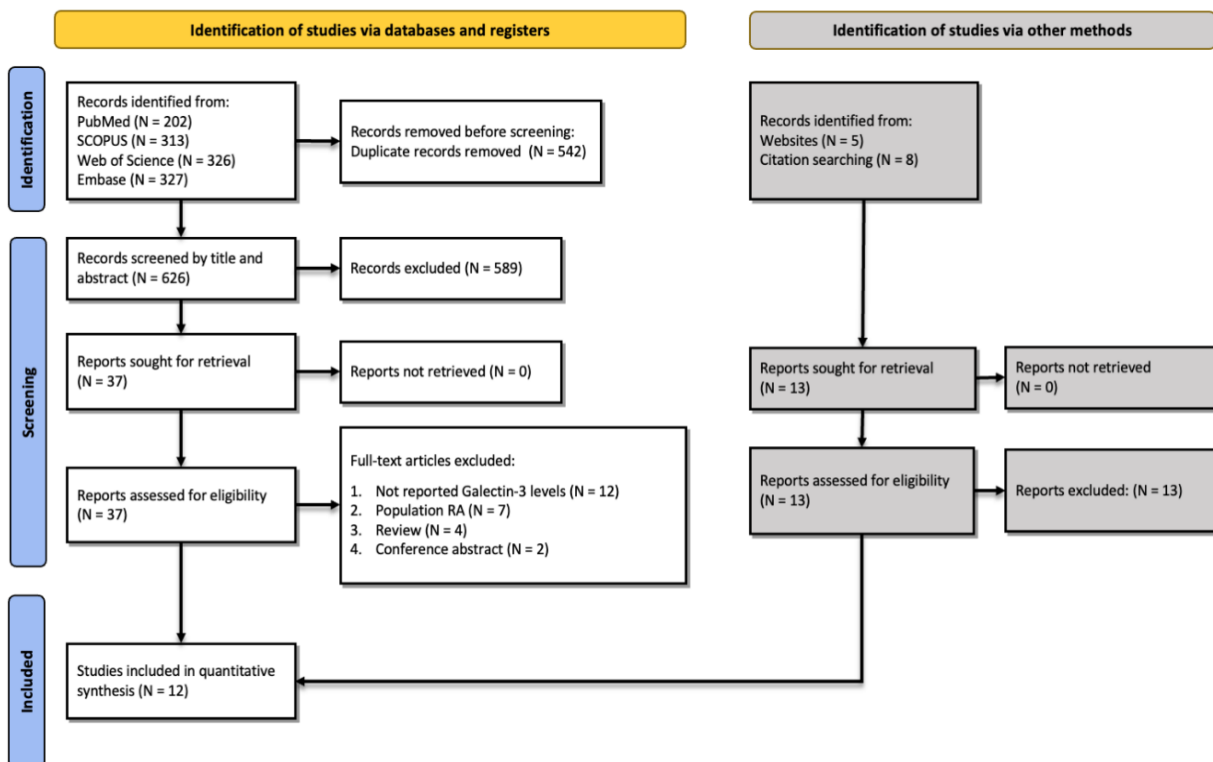 Identification of studies via databases and registers
Identification of studies via other methods
Identification
Records identified from:
PubMed (N = 202)
SCOPUS (N = 313)
Web of Science (N = 326)
Embase (N = 327)
Records removed before screening:
Duplicate records removed (N = 542)
Records identified from:
Websites (N = 5)
Citation searching (N = 8)
Screening
Records screened by title and
abstract (N = 626)
Records excluded (N = 589)
Reports sought for retrieval
(N = 37)
Reports not retrieved (N = 0)
Reports sought for retrieval
(N = 13)
Reports not retrieved
(N = 0)
Reports assessed for eligibility
(N = 37)
Full-text articles excluded:
1. Not reported Galectin-3 levels (N = 12)
2. Population RA (N = 7)
3. Review (N = 4)
4. Conference abstract (N = 2)
Reports assessed for eligibility
(N = 13)
Reports excluded: (N = 13)
Included
Studies included in quantitative
synthesis (N = 12)